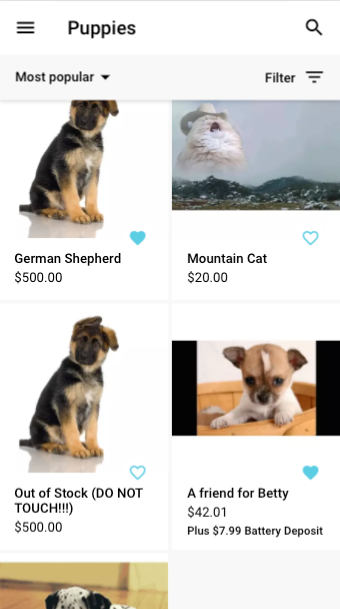 Puppies
Most popular
Filter
German Shepherd
$500.00
Mountain Cat
$20.00
Out of Stock (DO NOT
TOUCH!!!)
$500.00
A friend for Betty
$42.01
Plus $7.99 Battery Deposit